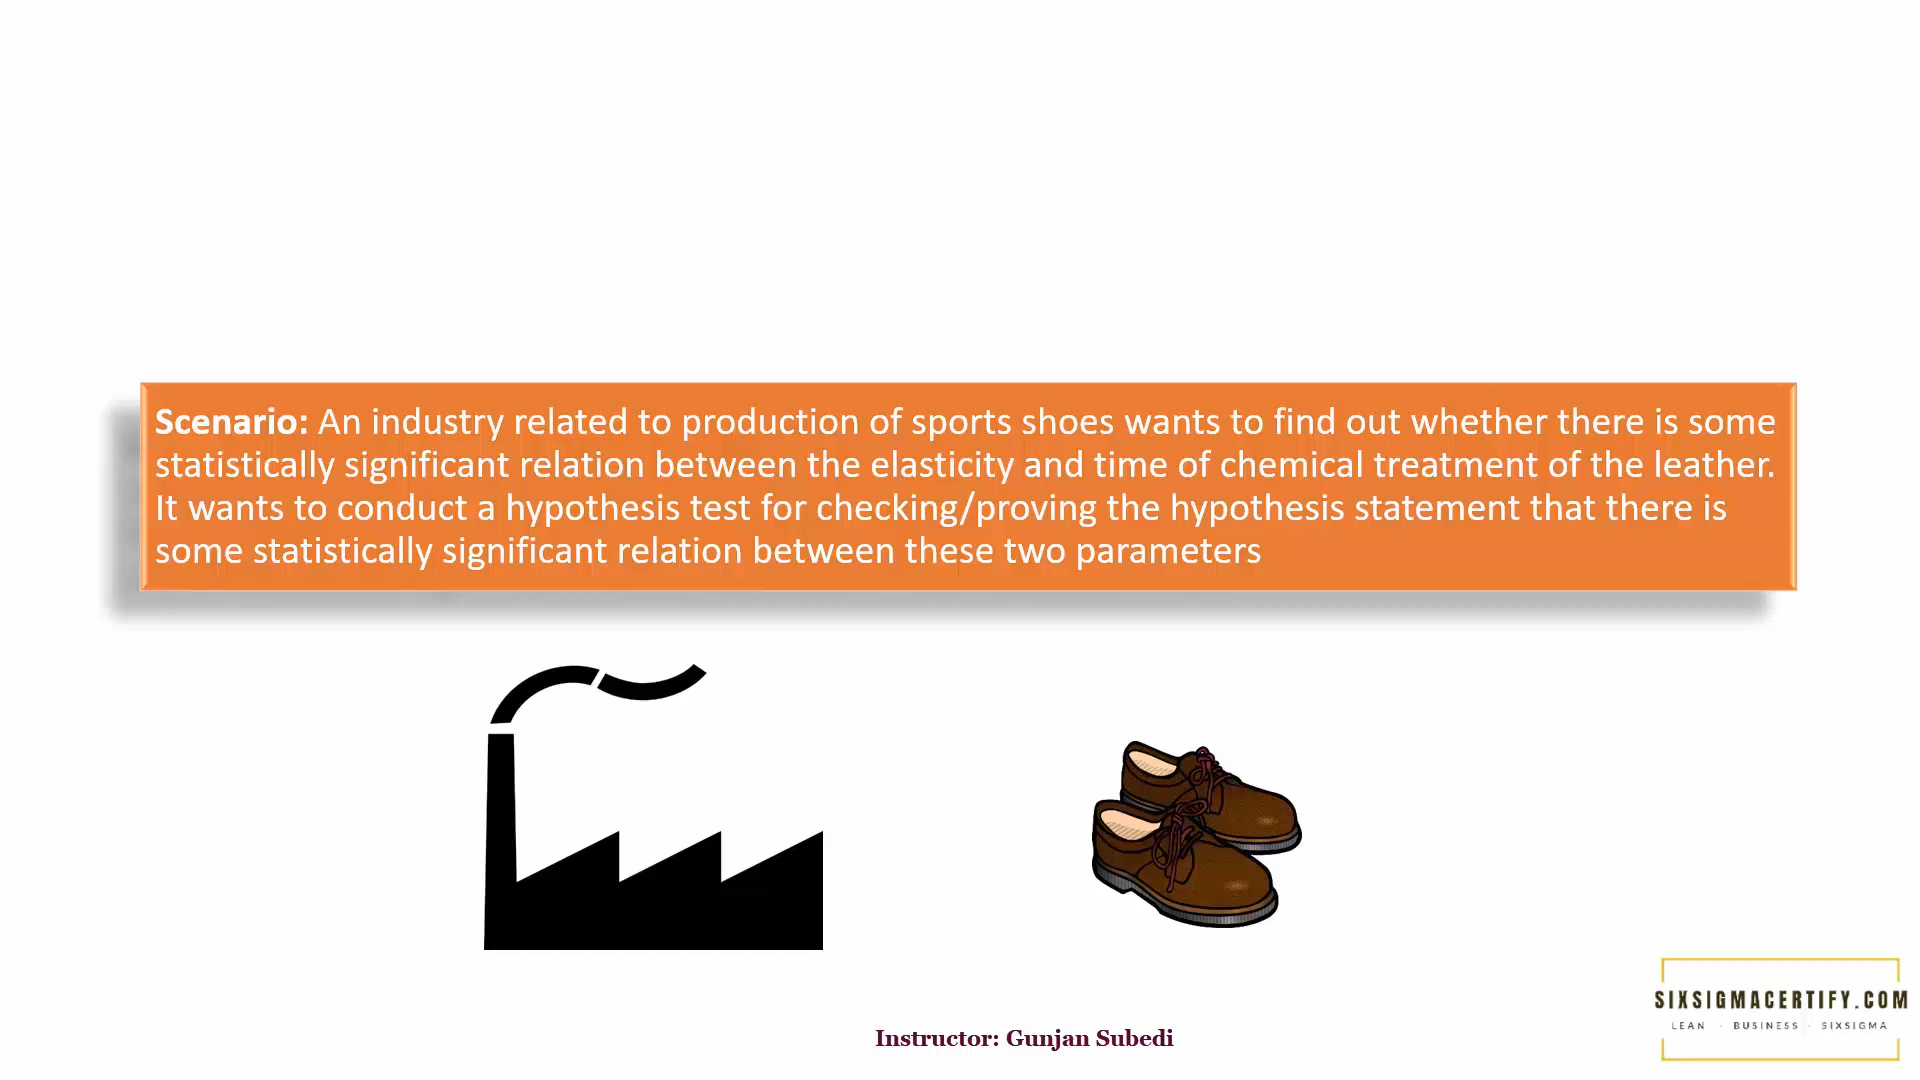 Scenario: An industry related to production of sports shoes wants to find out whether there is some
statistically significant relation between the elasticity and time of chemical treatment of the leather.
It wants to conduct a hypothesis test for checking/proving the hypothesis statement that there is
some statistically significant relation between these two parameters
SIXSIGMACERTIFY.COM
LEAN · BUSINESS · SIXSIGMA
Instructor: Gunjan Subedi